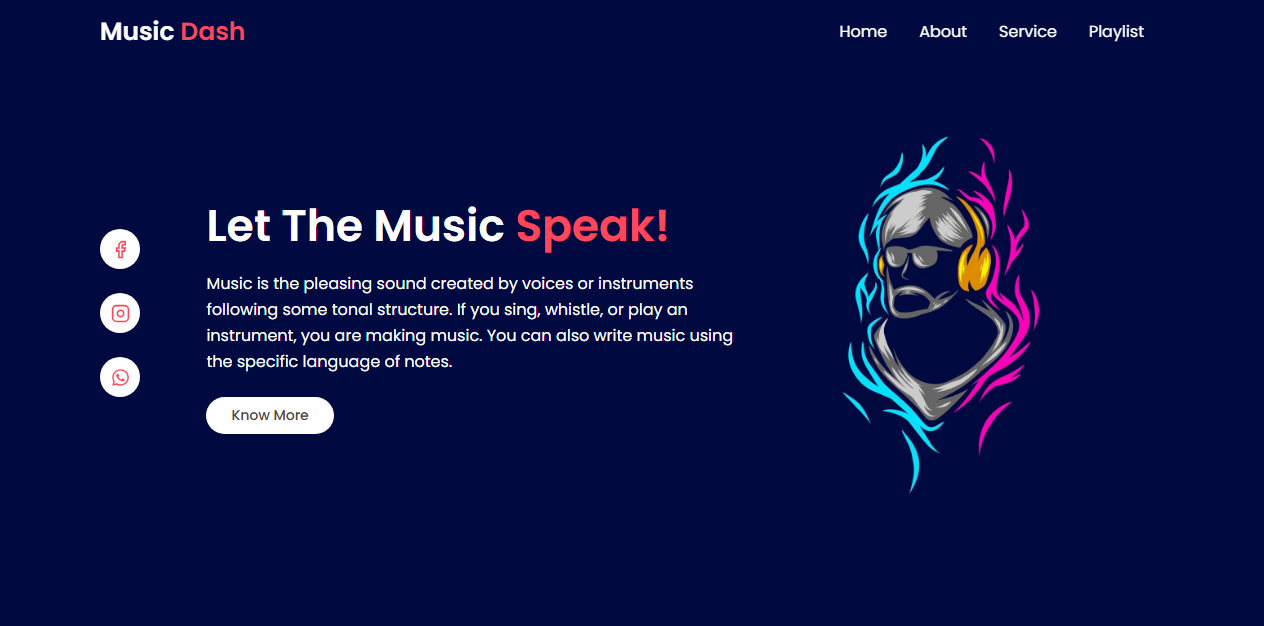 Music Dash
Home About Service Playlist
Let The Music Speak!
Music is the pleasing sound created by voices or instruments
following some tonal structure. If you sing, whistle, or play an
instrument, you are making music. You can also write music using
the specific language of notes.
Know More